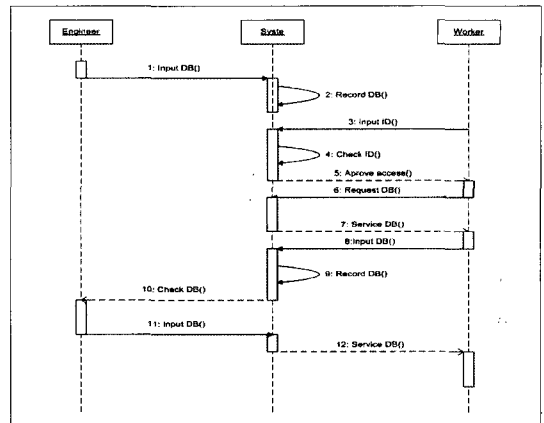 Engineer
Syste
Worker
1: Input DB()
2: Record DB()
3: Input ID()
4: Check ID()
5: Aprove access()
6: Request DB()
7: Service DB()
8:Input DB()
9: Record DB()
10: Check DB()
11: Input DB()
12: Service DB()